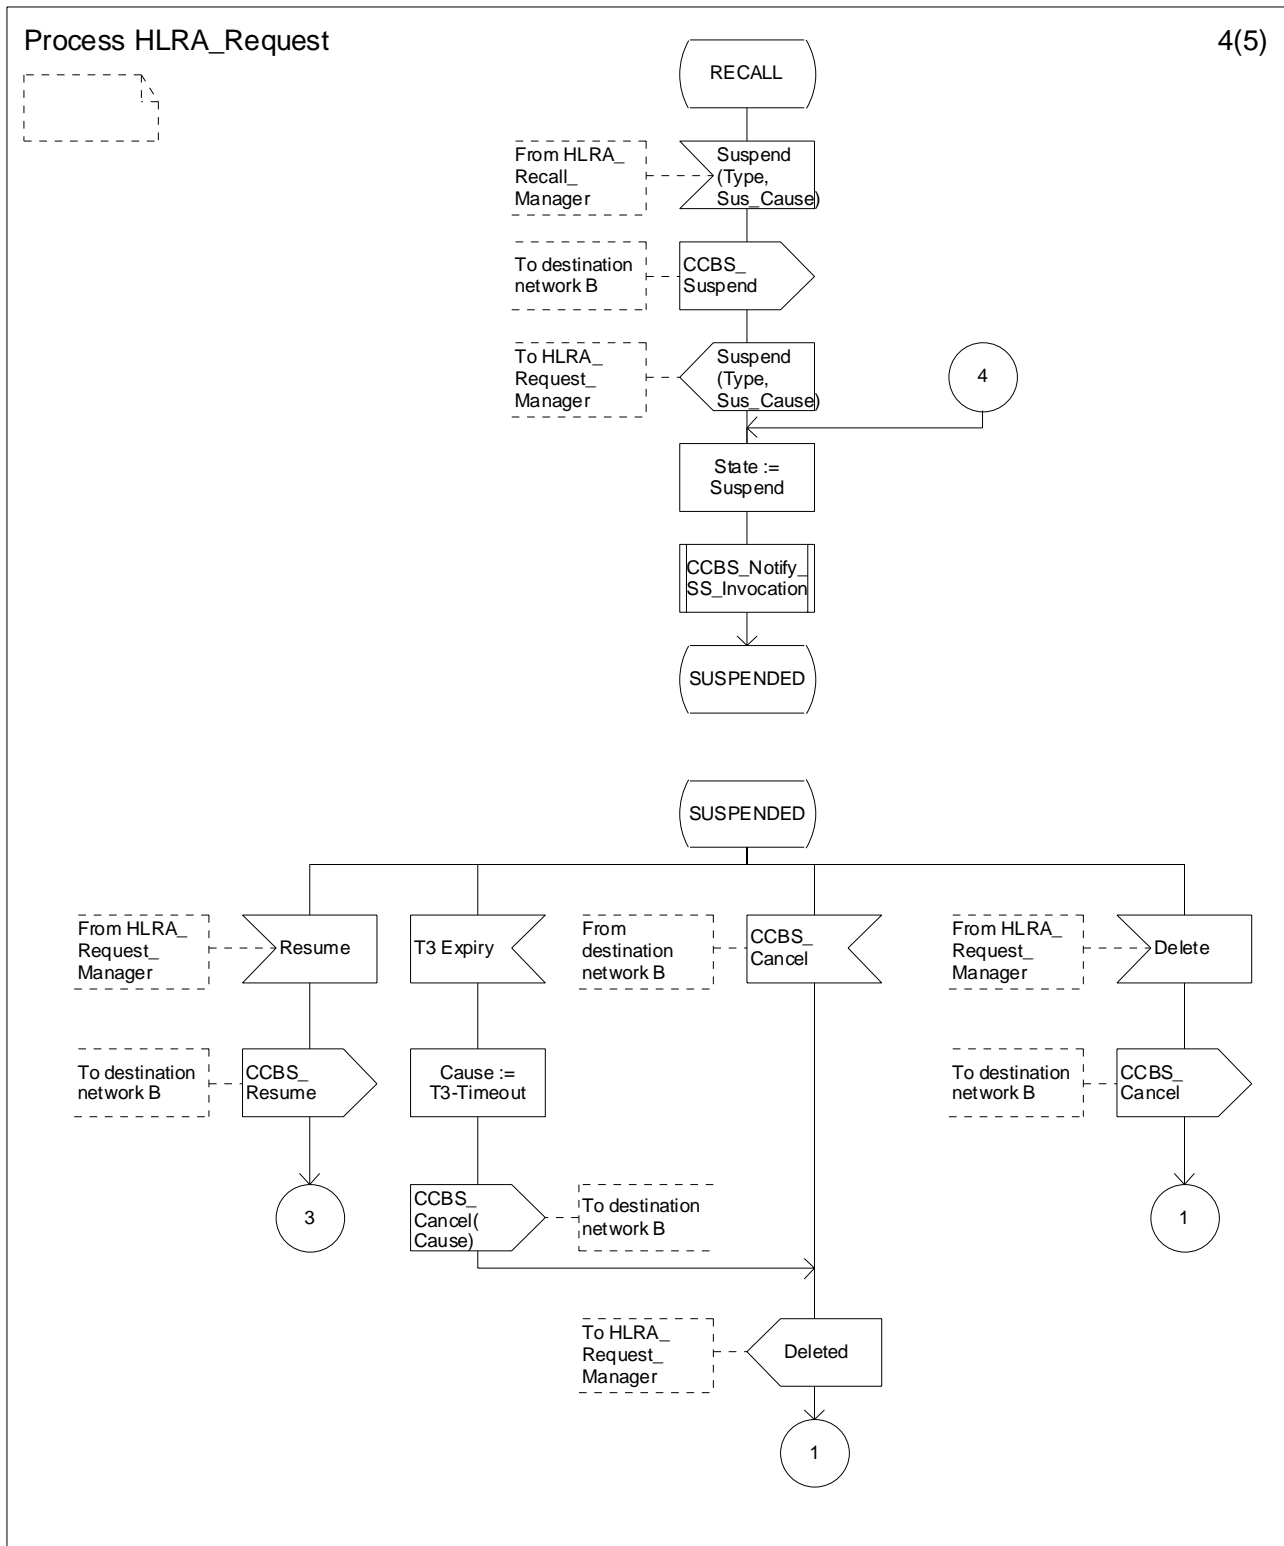 Process HLRA_Request
4(5)
RECALL
From HLRA_
Recall_
Manager
Suspend
(Type,
Sus_Cause)
To destination
network B
CCBS_
Suspend
To HLRA_
Request_
Manager
Suspend
(Type,
Sus_Cause)
4
State :=
Suspend
CCBS_Notify_
SS_Invocation
SUSPENDED
SUSPENDED
From HLRA_
Request_
Manager
Resume
T3 Expiry
From
destination
network B
CCBS_
Cancel
From HLRA_
Request_
Manager
Delete
To destination
network B
CCBS_
Resume
Cause :=
T3-Timeout
To destination
network B
CCBS_
Cancel
3
CCBS_
Cancel(
Cause)
To destination
network B
1
To HLRA_
Request_
Manager
Deleted
1